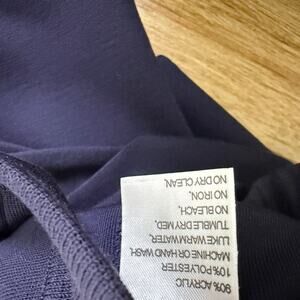 90% ACRYLIC
10% POLYESTER
MACHINE OR HAND WASH.
LUKE WARM WATER.
TUMBLE DRY MED.
NO BLEACH.
NO IRON.
NO DRY CLEAN.